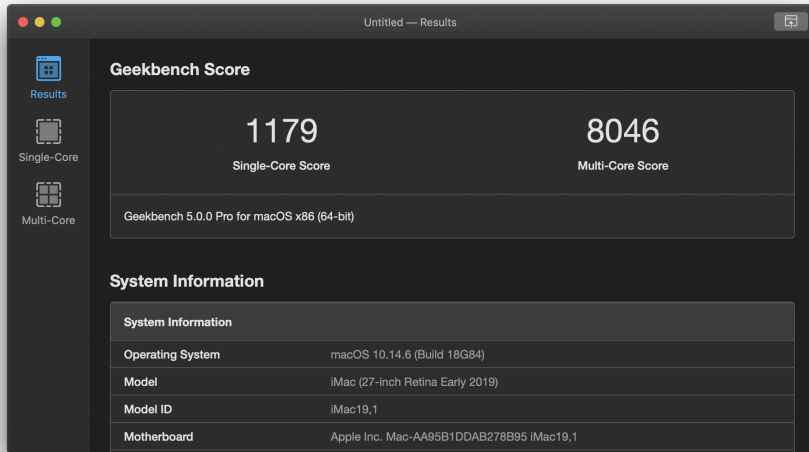 Untitled — Results
Results
Single-Core
Multi-Core
Geekbench Score
1179
Single-Core Score
8046
Multi-Core Score
Geekbench 5.0.0 Pro for macOS x86 (64-bit)
System Information
System Information
Operating System macOS 10.14.6 (Build 18G84)
Model iMac (27-inch Retina Early 2019)
Model ID iMac19,1
Motherboard Apple Inc. Mac-AA95B1DDAB278B95 iMac19,1